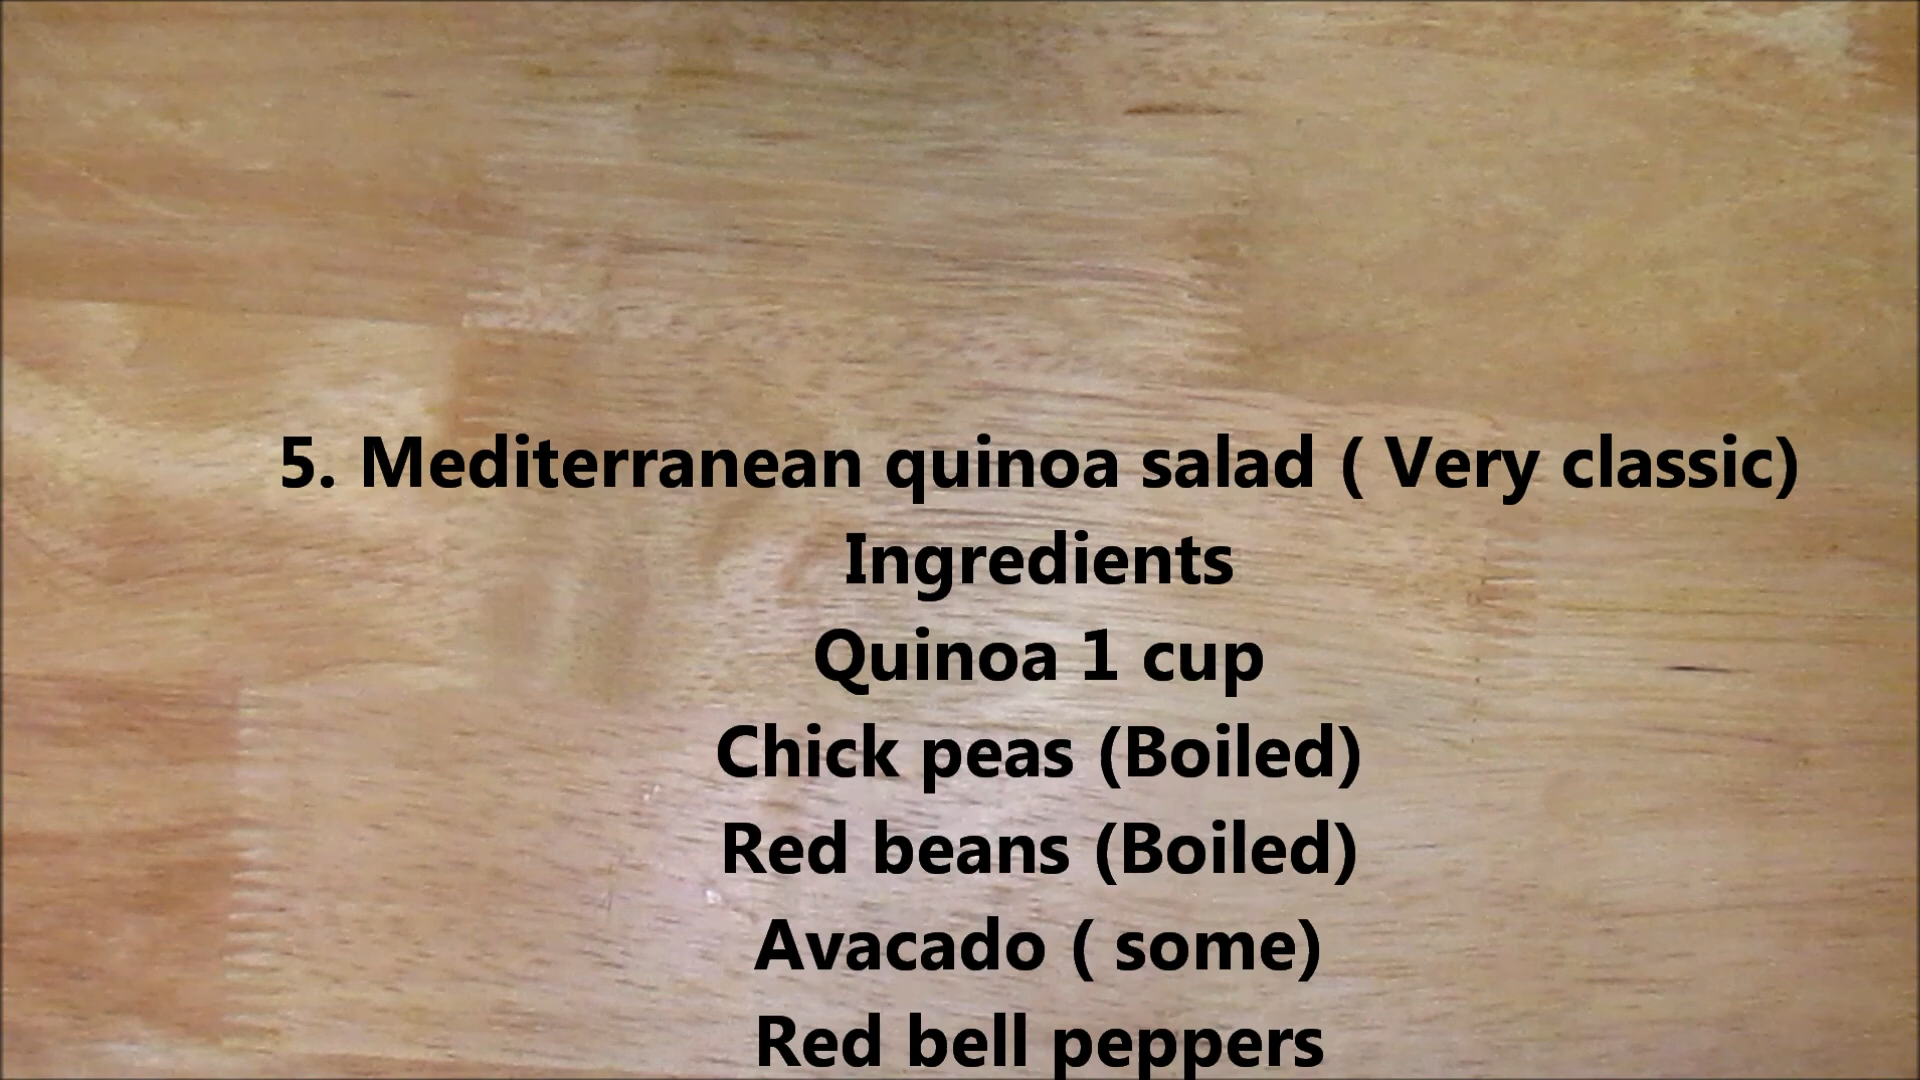 5. Mediterranean quinoa salad ( Very classic)
Ingredients
Quinoa 1 cup
Chick peas (Boiled)
Red beans (Boiled)
Avacado ( some)
Red bell peppers